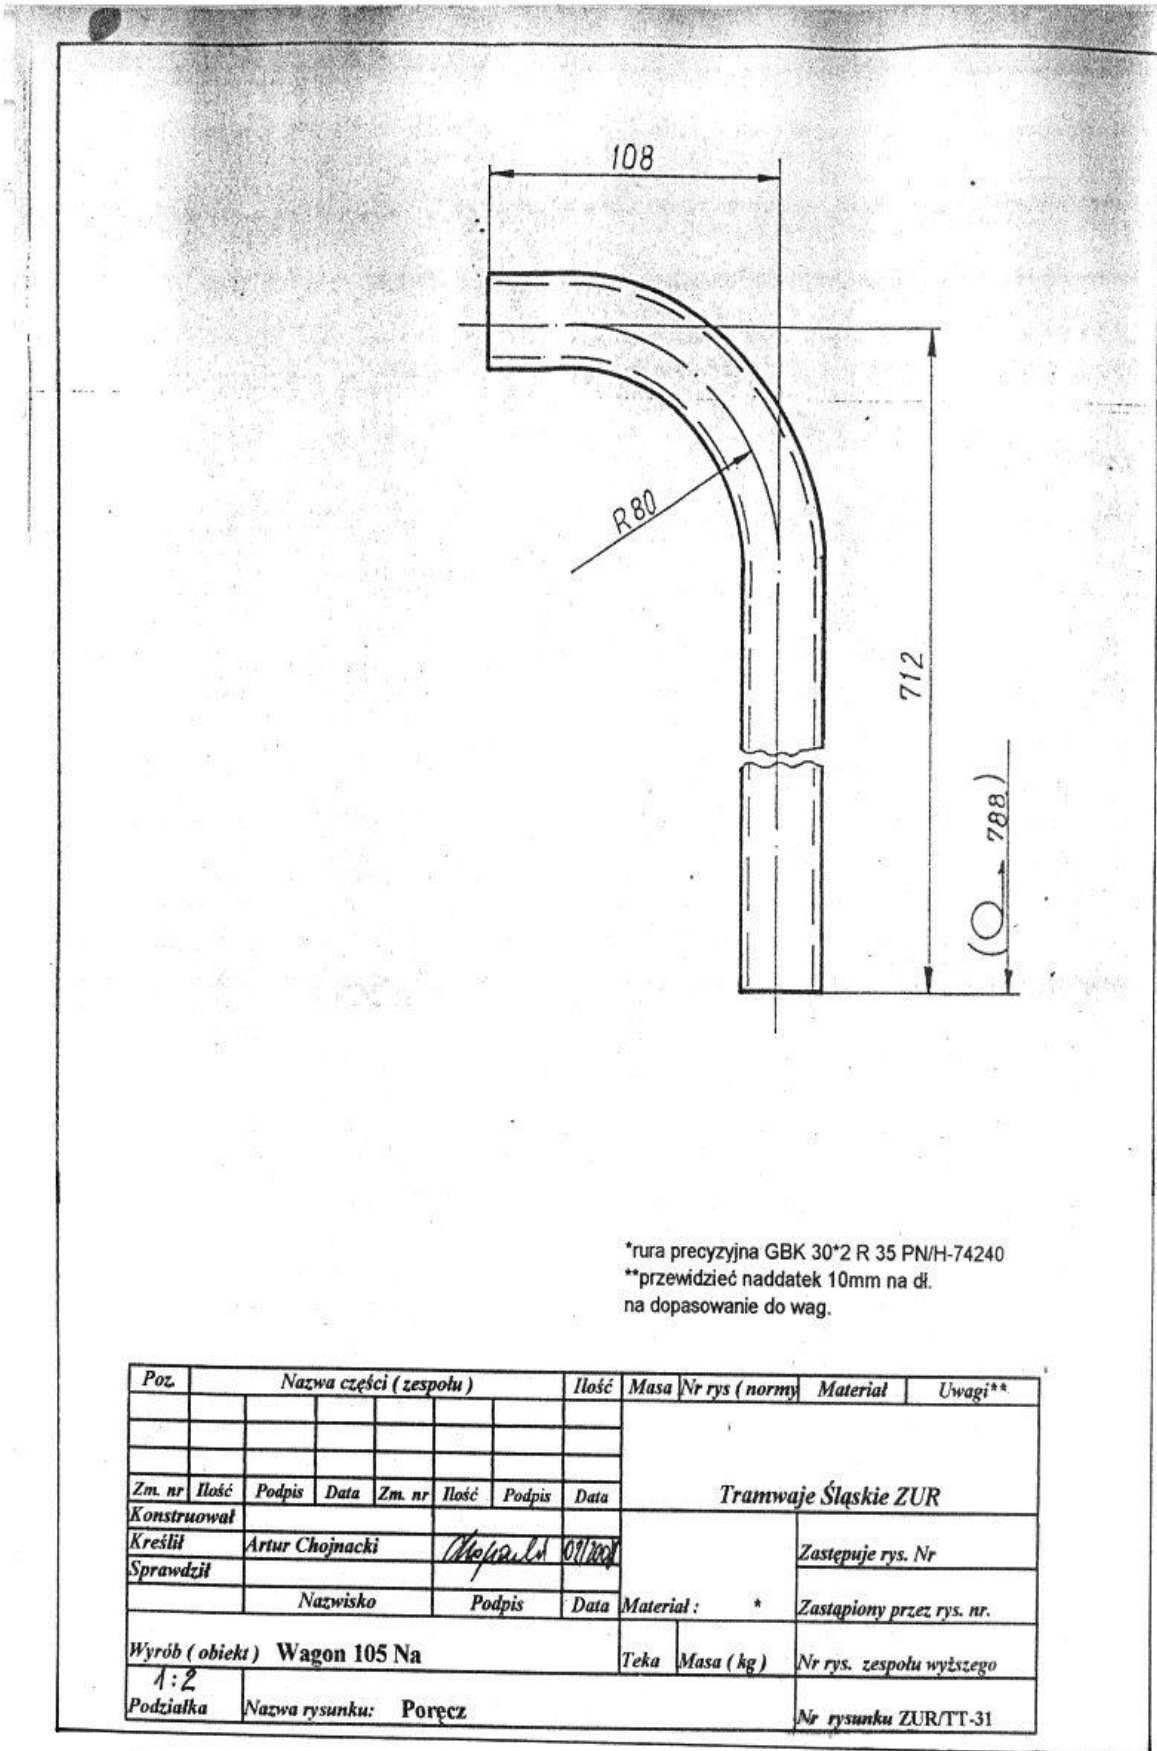 108
R80
712
( 788)
*rura precyzyjna GBK 30*2 R 35 PN/H-74240
**przewidzieć naddatek 10mm na dł.
na dopasowanie do wag.
Poz. Nazwa części ( zespołu ) Ilość Masa Nr rys ( normy Materiał Uwagi**
Zm. nr Ilość Podpis Data Zm. nr Ilość Podpis Data
Tramwaje Śląskie ZUR
Konstruował
Kreślił Artur Chojnacki
Zastępuje rys. Nr
Sprawdził
Nazwisko Podpis Data Materiał : * Zastąpiony przez rys. nr.
Wyrób ( obiekt ) Wagon 105 Na Teka Masa ( kg ) Nr rys. zespołu wyższego
1:2
Podziałka Nazwa rysunku: Poręcz Nr rysunku ZUR/TT-31